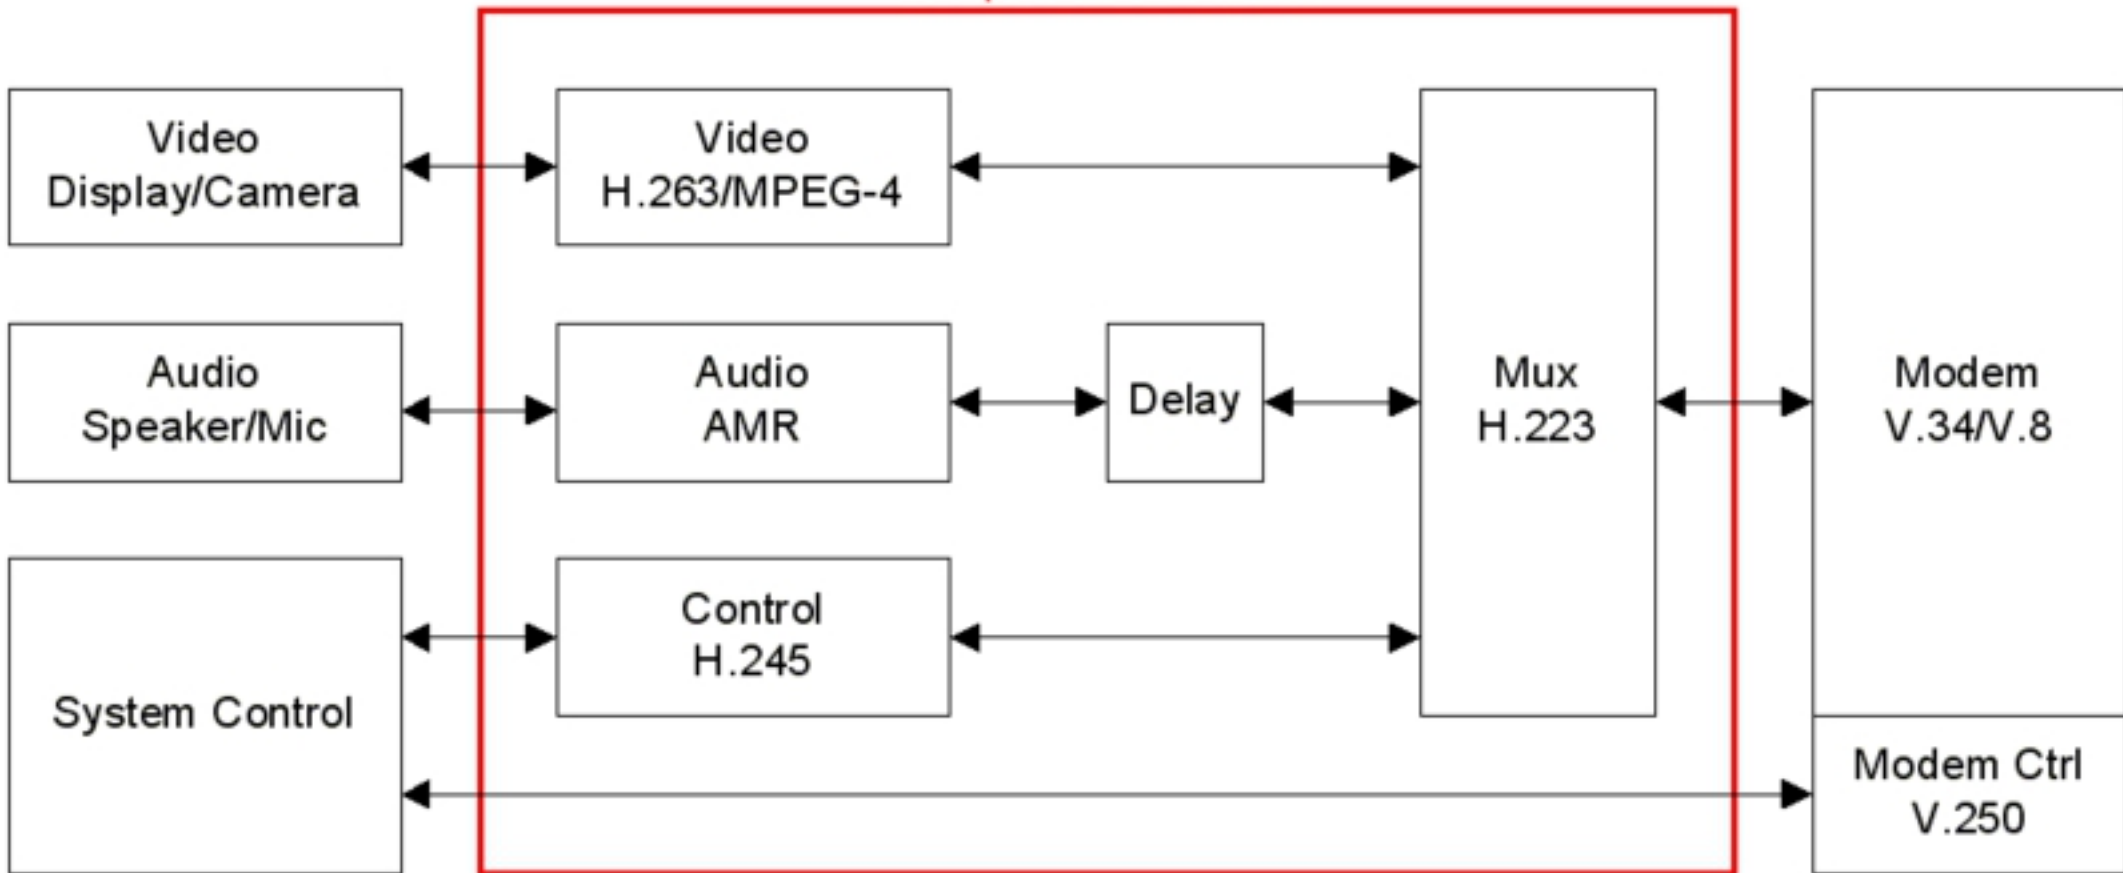 Video
Display/Camera
Video
H.263/MPEG-4
Audio
Speaker/Mic
Audio
AMR
Delay
Mux
H.223
Modem
V.34/V.8
Control
H.245
System Control
Modem Ctrl
V.250